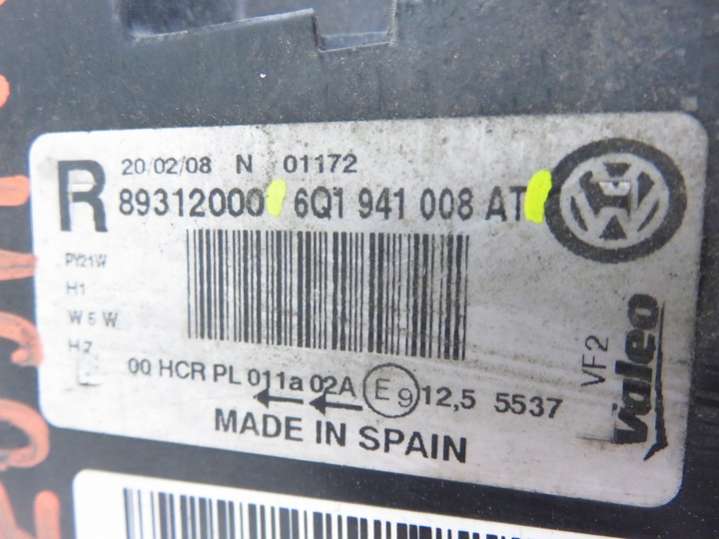 R
20/02/08 N 01172
89312000 6Q1 941 008 AT
PY21W
H1
W 5 W
H7
00 HCR PL 011a 02A E 9 12,5 5537
MADE IN SPAIN
VF2
Valeo